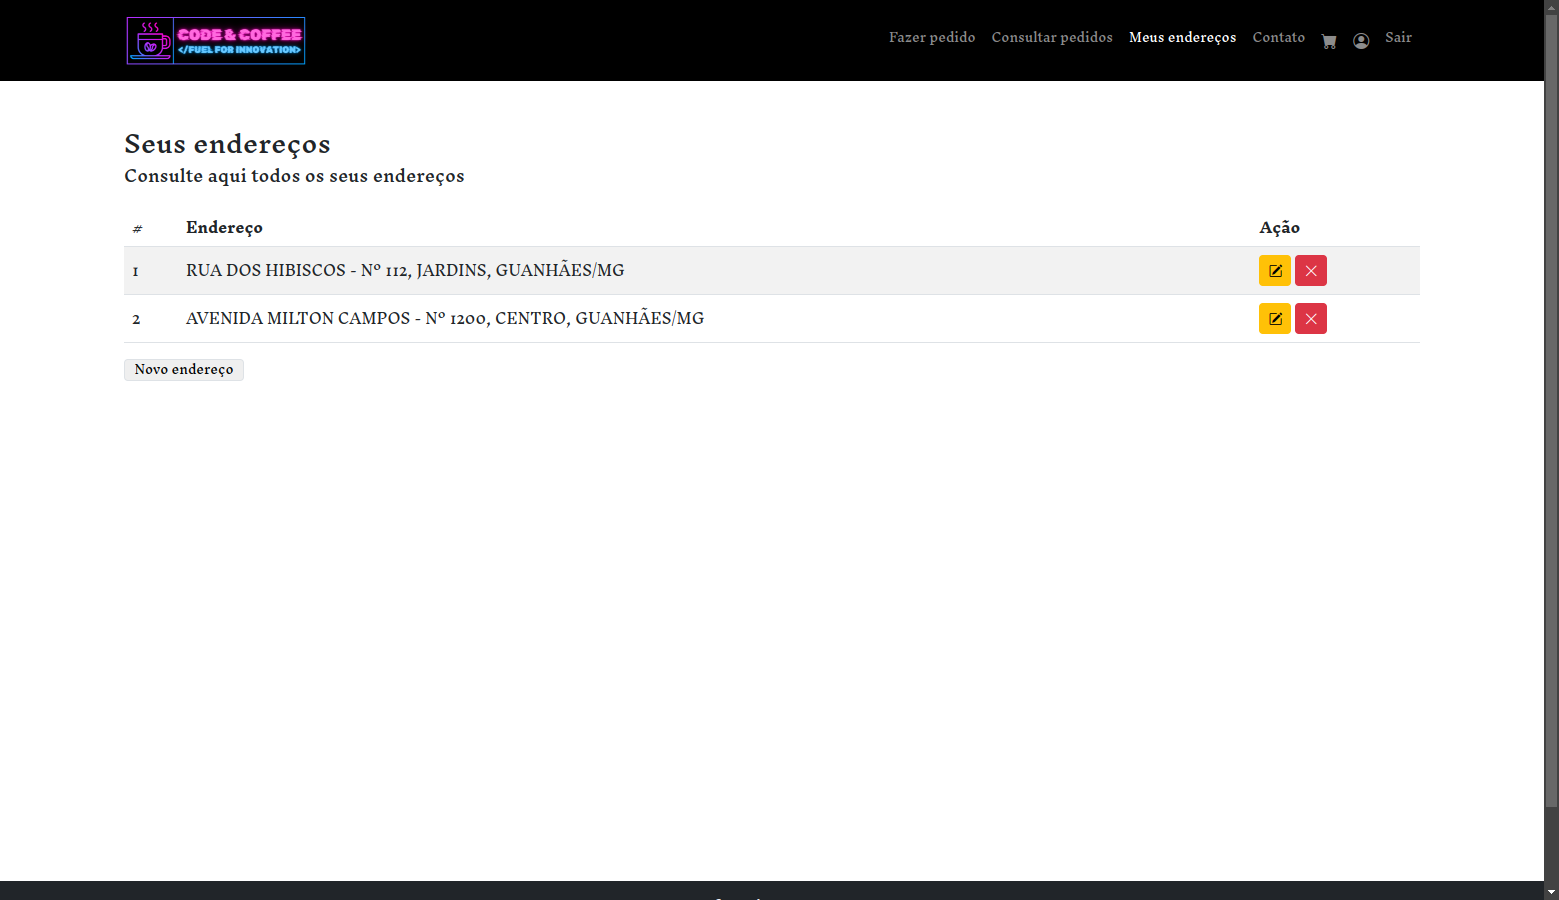 CODE & COFFEE
</FUEL FOR INNOVATION>
Fazer pedido Consultar pedidos Meus endereços Contato Sair
Seus endereços
Consulte aqui todos os seus endereços
# Endereço Ação
1 RUA DOS HIBISCOS - Nº 112, JARDINS, GUANHÃES/MG
2 AVENIDA MILTON CAMPOS - Nº 1200, CENTRO, GUANHÃES/MG
Novo endereço